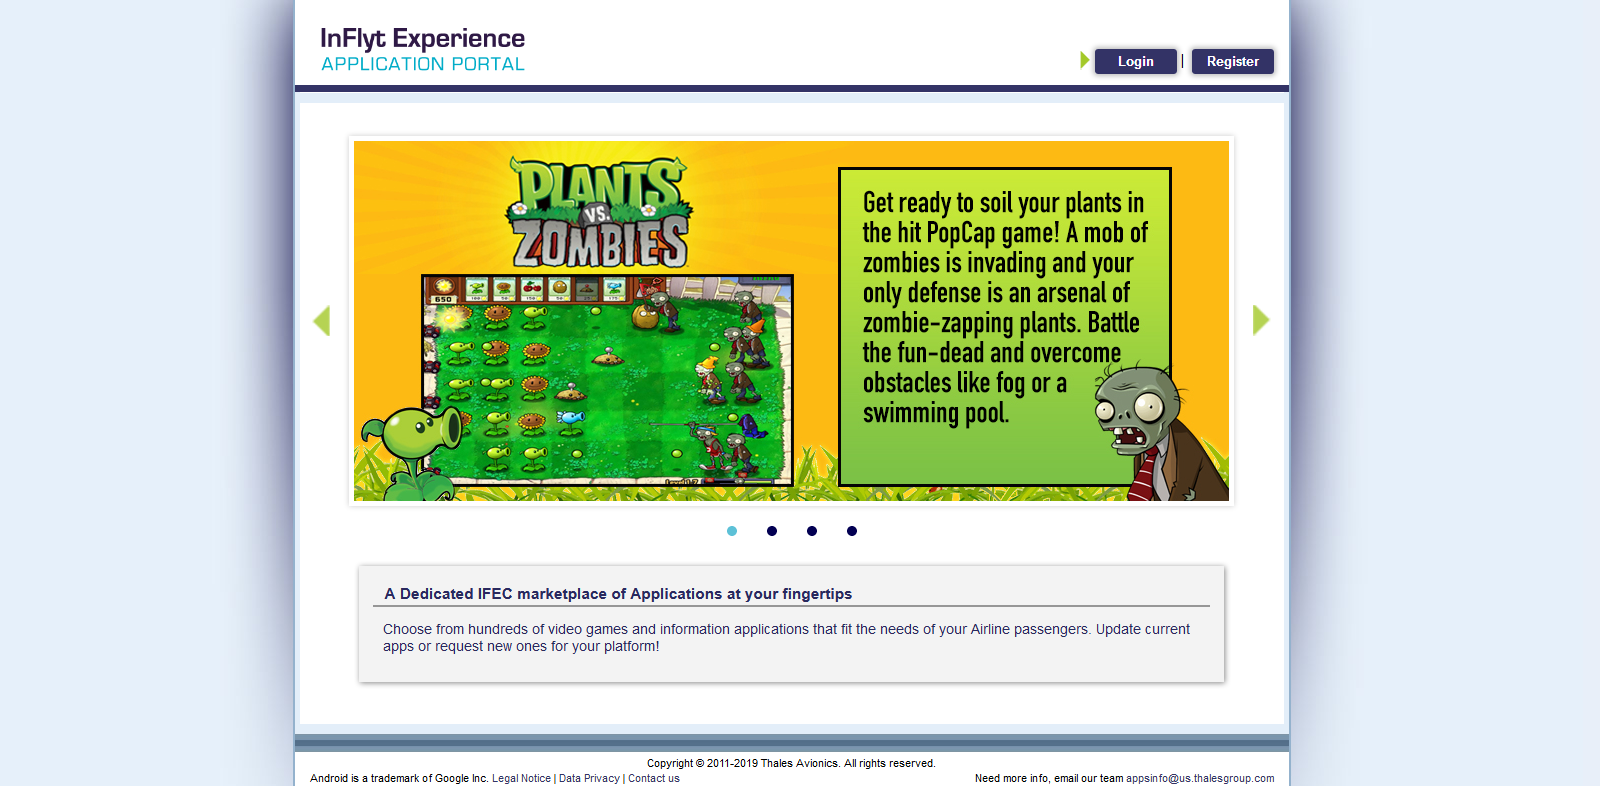 InFlyt Experience
APPLICATION PORTAL
Login | Register
PLANTS
VS.
ZOMBIES
650
Get ready to soil your plants in
the hit PopCap game! A mob of
zombies is invading and your
only defense is an arsenal of
zombie-zapping plants. Battle
the fun-dead and overcome
obstacles like fog or a
swimming pool.
A Dedicated IFEC marketplace of Applications at your fingertips
Choose from hundreds of video games and information applications that fit the needs of your Airline passengers. Update current
apps or request new ones for your platform!
Copyright © 2011-2019 Thales Avionics. All rights reserved.
Android is a trademark of Google Inc. Legal Notice | Data Privacy | Contact us
Need more info, email our team appsinfo@us.thalesgroup.com